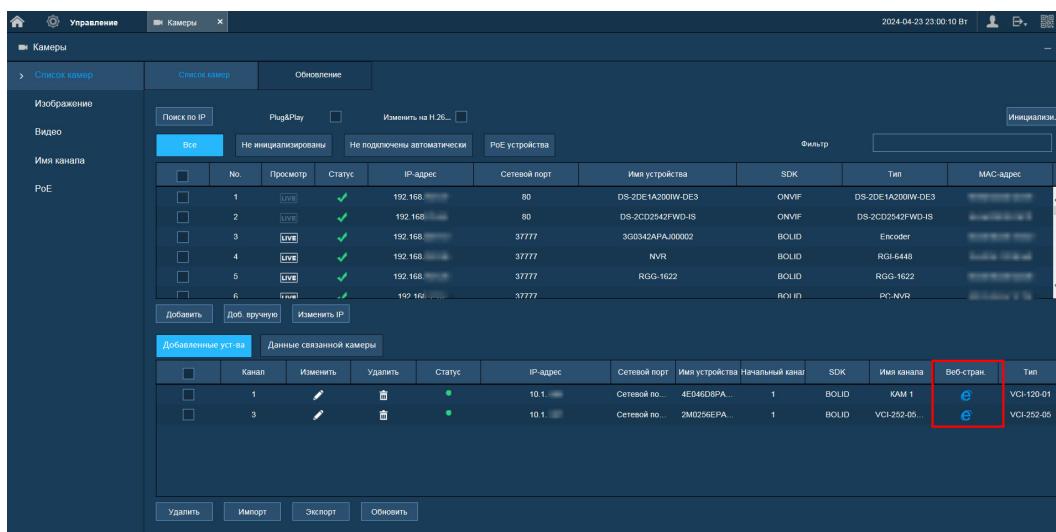 Управление Камеры × 2024-04-23 23:00:10 Вт
Камеры
Список камер
Изображение
Видео
Имя канала
PoE
Список камер Обновление
Поиск по IP Plug&Play Изменить на H.26... Инициализи.
Все Не инициализированы Не подключены автоматически PoE устройства Фильтр
No. Просмотр Статус IP-адрес Сетевой порт Имя устройства SDK Тип MAC-адрес
1 LIVE 192.168. 80 DS-2DE1A200IW-DE3 ONVIF DS-2DE1A200IW-DE3
2 LIVE 192.168 80 DS-2CD2542FWD-IS ONVIF DS-2CD2542FWD-IS
3 LIVE 192.168. 37777 3G0342APAJ00002 BOLID Encoder
4 LIVE 192.168. 37777 NVR BOLID RGI-6448
5 LIVE 192.168. 37777 RGG-1622 BOLID RGG-1622
6 LIVE 192.168. 37777 BOLID PC-NVR
Добавить Доб. вручную Изменить IP
Добавленные уст-ва Данные связанной камеры
Канал Изменить Удалить Статус IP-адрес Сетевой порт Имя устройства Начальный канал SDK Имя канала Веб-стран. Тип
1 10.1. Сетевой по... 4E046D8PA... 1 BOLID КАМ 1 VCI-120-01
3 10.1. Сетевой по... 2M0256EPA... 1 BOLID VCI-252-05... VCI-252-05
Удалить Импорт Экспорт Обновить